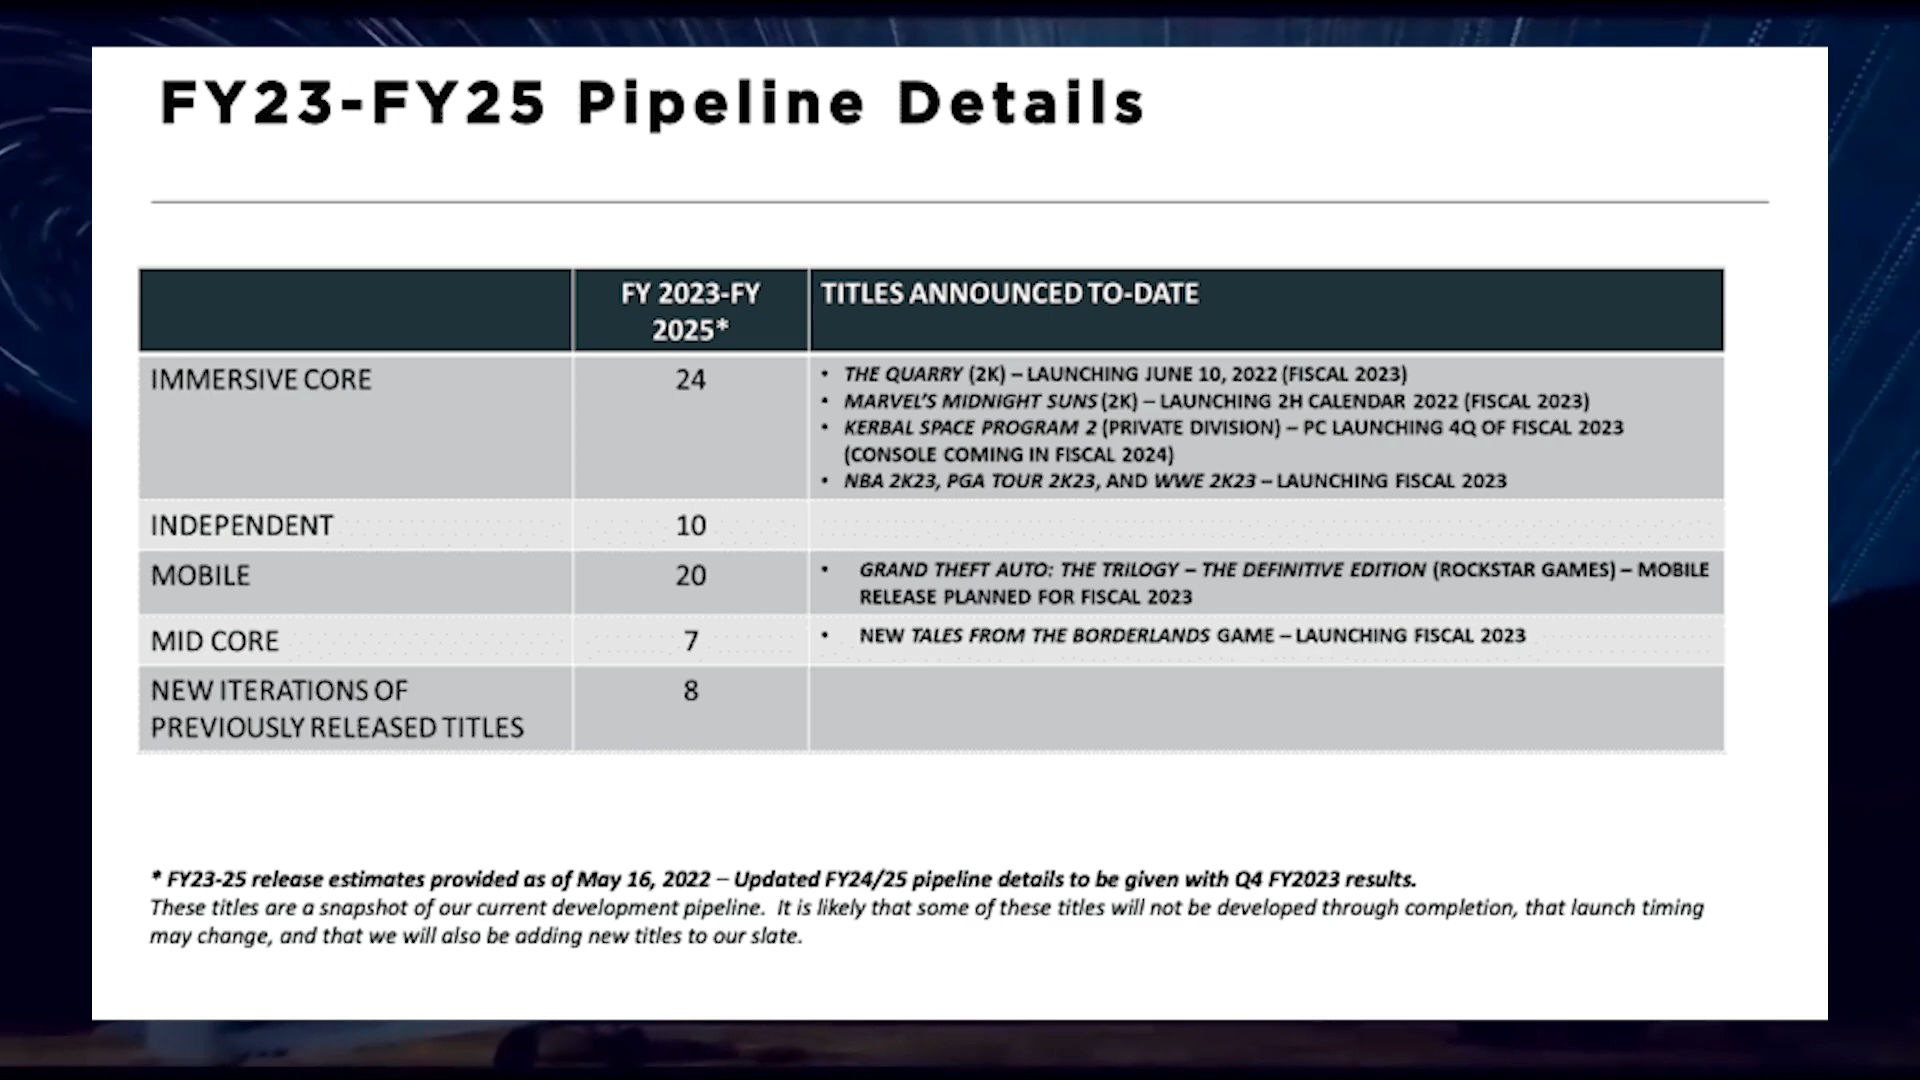 FY23-FY25 Pipeline Details
FY 2023-FY
2025*
TITLES ANNOUNCED TO-DATE
IMMERSIVE CORE
24
• THE QUARRY (2K) – LAUNCHING JUNE 10, 2022 (FISCAL 2023)
• MARVEL'S MIDNIGHT SUNS (2K) – LAUNCHING 2H CALENDAR 2022 (FISCAL 2023)
• KERBAL SPACE PROGRAM 2 (PRIVATE DIVISION) – PC LAUNCHING 4Q OF FISCAL 2023
(CONSOLE COMING IN FISCAL 2024)
• NBA 2K23, PGA TOUR 2K23, AND WWE 2K23 – LAUNCHING FISCAL 2023
INDEPENDENT
10
MOBILE
20
• GRAND THEFT AUTO: THE TRILOGY – THE DEFINITIVE EDITION (ROCKSTAR GAMES) – MOBILE
RELEASE PLANNED FOR FISCAL 2023
MID CORE
7
• NEW TALES FROM THE BORDERLANDS GAME – LAUNCHING FISCAL 2023
NEW ITERATIONS OF
PREVIOUSLY RELEASED TITLES
8
* FY23-25 release estimates provided as of May 16, 2022 – Updated FY24/25 pipeline details to be given with Q4 FY2023 results.
These titles are a snapshot of our current development pipeline. It is likely that some of these titles will not be developed through completion, that launch timing
may change, and that we will also be adding new titles to our slate.